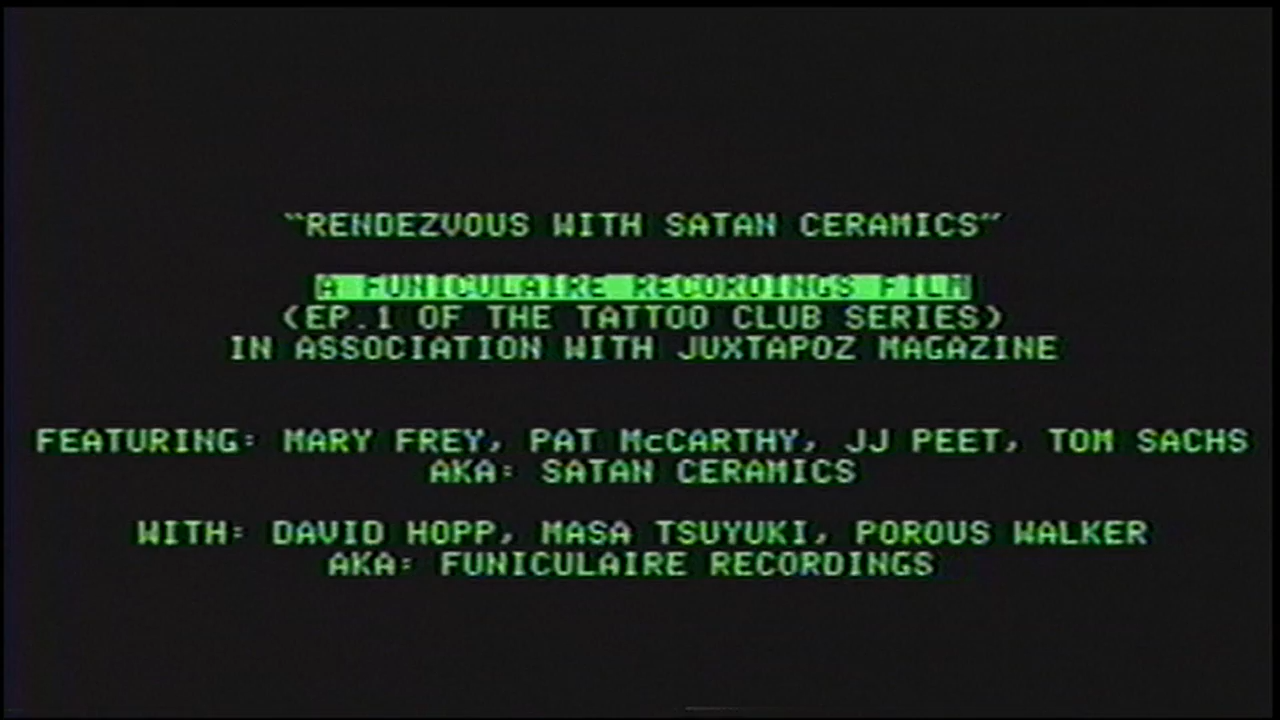 “RENDEZVOUS WITH SATAN CERAMICS”
A FUNICULAIRE RECORDINGS FILM
(EP.1 OF THE TATTOO CLUB SERIES)
IN ASSOCIATION WITH JUXTAPOZ MAGAZINE
FEATURING: MARY FREY, PAT McCARTHY, JJ PEET, TOM SACHS
AKA: SATAN CERAMICS
WITH: DAVID HOPP, MASA TSUYUKI, POROUS WALKER
AKA: FUNICULAIRE RECORDINGS